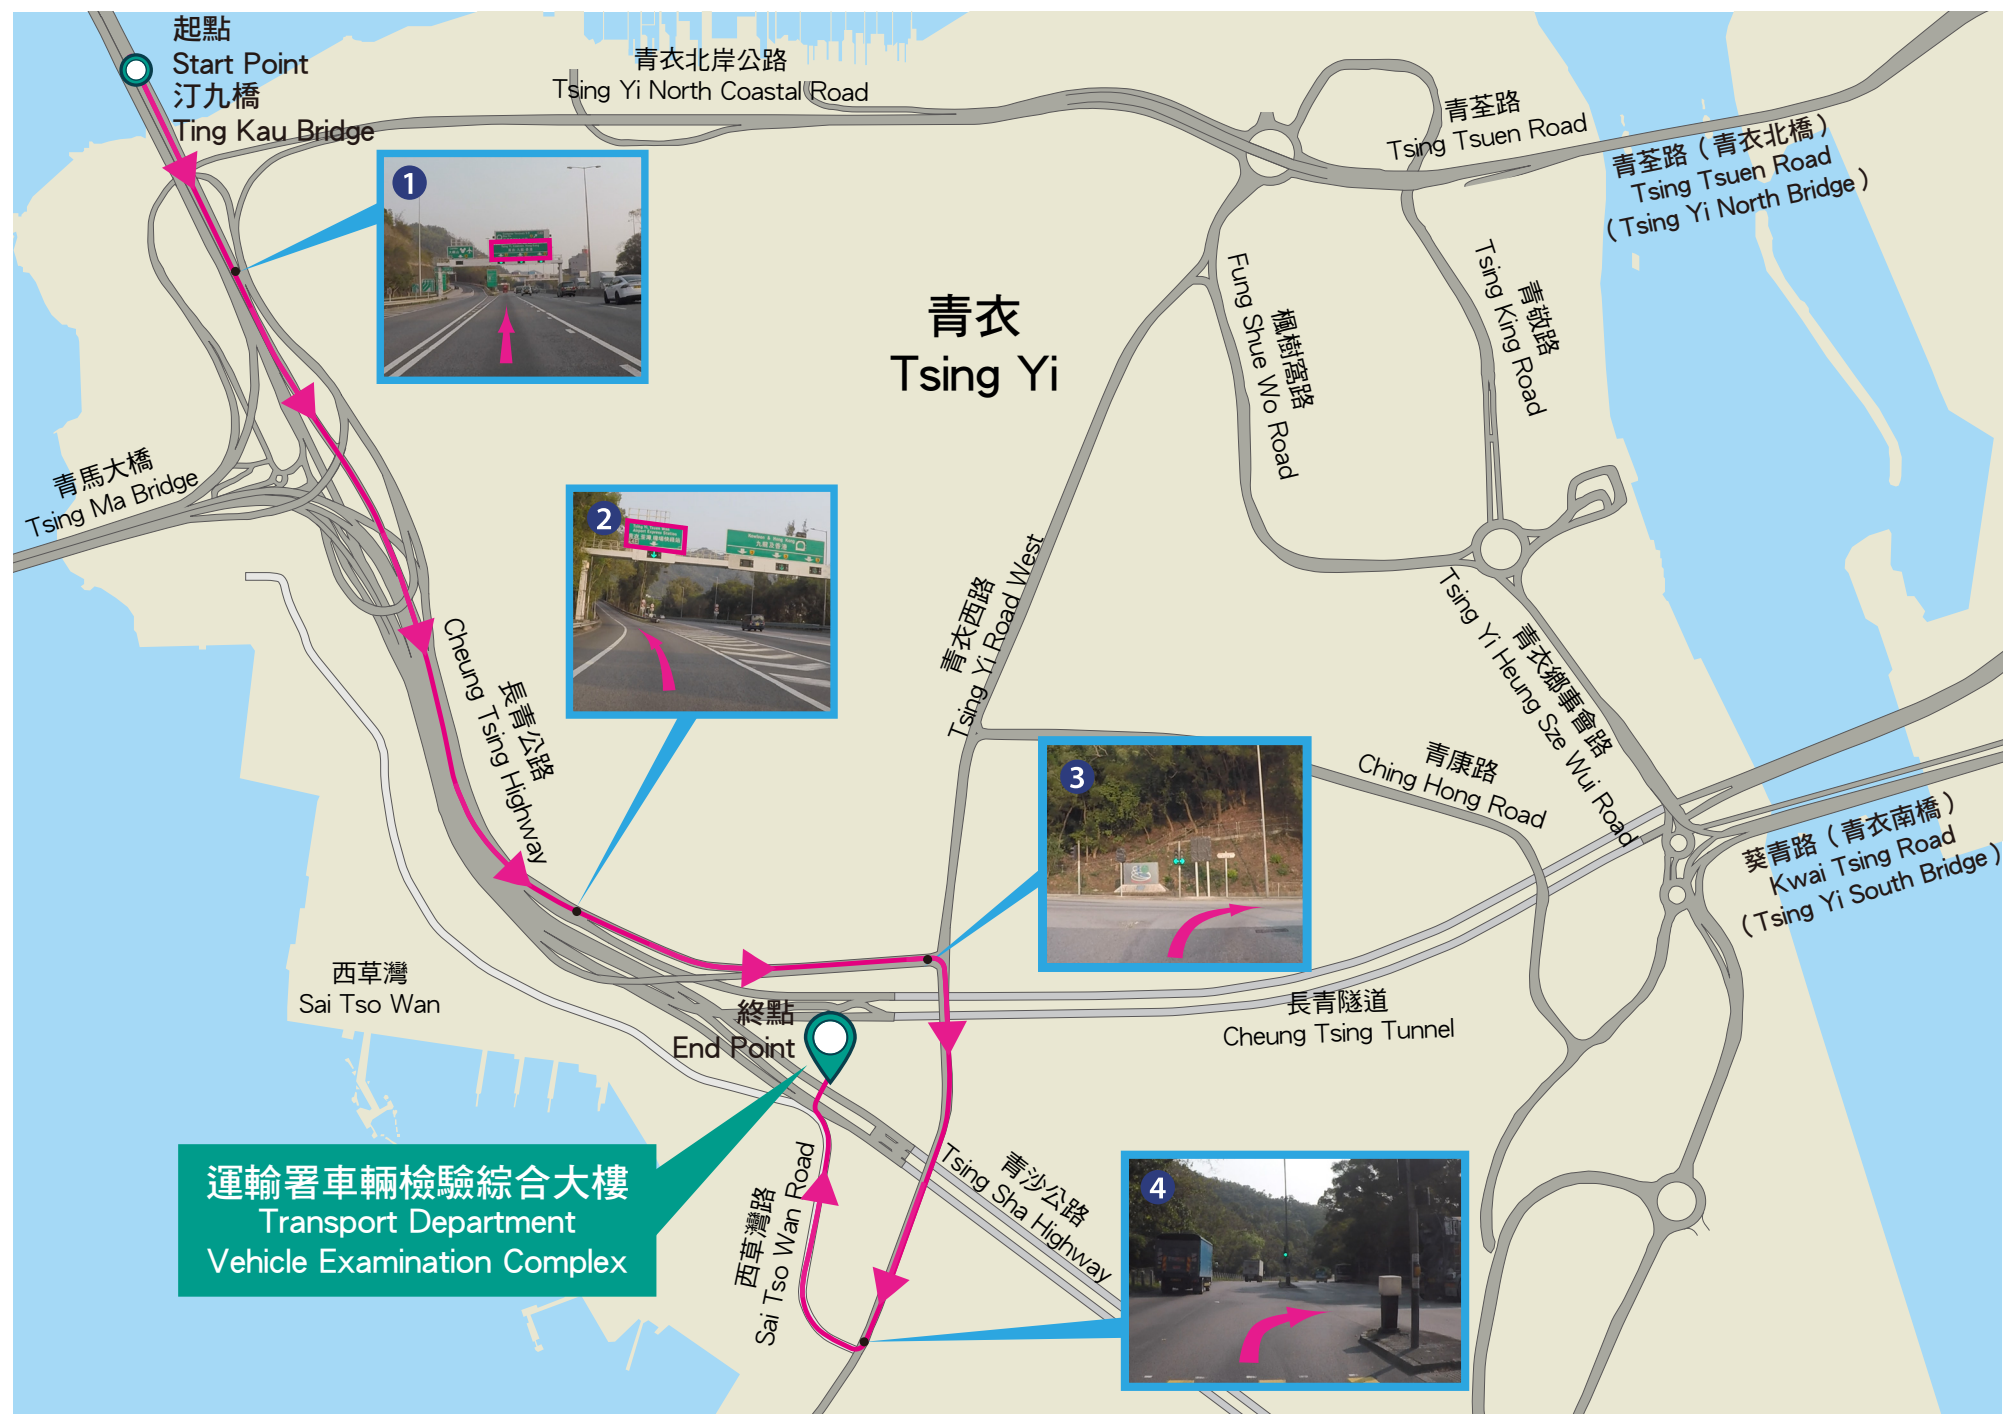 起點
Start Point
汀九橋
Ting Kau Bridge
青衣北岸公路
Tsing Yi North Coastal Road
青荃路
Tsing Tsuen Road
青荃路（青衣北橋）
Tsing Tsuen Road
（Tsing Yi North Bridge）
1
青衣
Tsing Yi
楓樹窩路
Fung Shue Wo Road
青敬路
Tsing King Road
青馬大橋
Tsing Ma Bridge
2
Kowloon & Hong Kong
九龍及香港
青衣西路
Tsing Yi Road West
青衣鄉事會路
Tsing Yi Heung Sze Wui Road
長青公路
Cheung Tsing Highway
3
青康路
Ching Hong Road
葵青路（青衣南橋）
Kwai Tsing Road
（Tsing Yi South Bridge）
西草灣
Sai Tso Wan
終點
End Point
長青隧道
Cheung Tsing Tunnel
運輸署車輛檢驗綜合大樓
Transport Department
Vehicle Examination Complex
西草灣路
Sai Tso Wan Road
青沙公路
Tsing Sha Highway
4